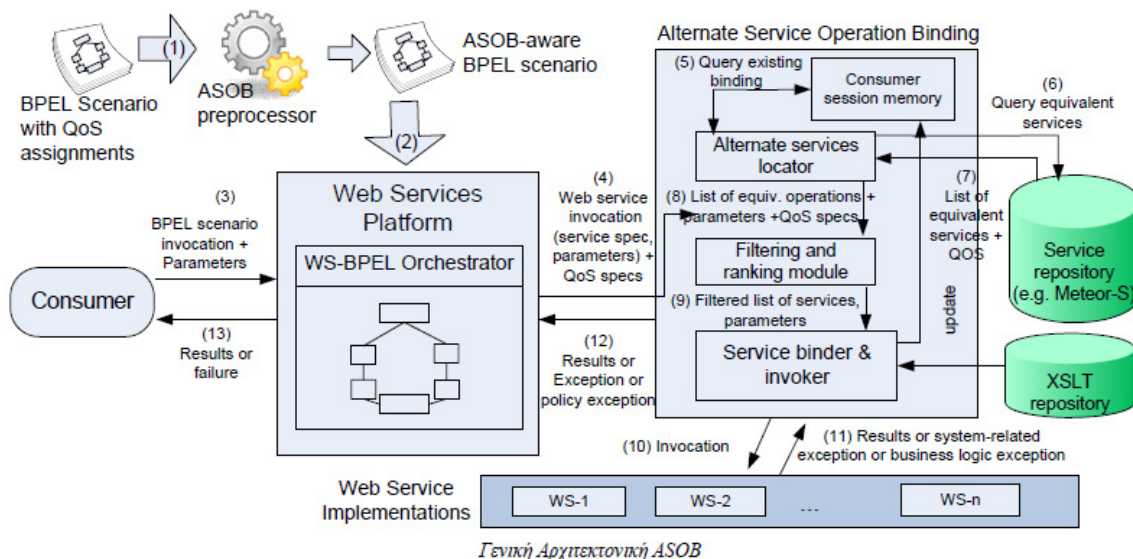 BPEL Scenario
with QoS
assignments
(1)
ASOB
preprocessor
ASOB-aware
BPEL scenario
(2)
Alternate Service Operation Binding
(5) Query existing
binding
Consumer
session memory
(6)
Query equivalent
services
Alternate services
locator
(7)
List of
equivalent
services +
QOS
(8) List of equiv. operations +
parameters +QoS specs
Filtering and
ranking module
(9) Filtered list of services,
parameters
Service binder &
invoker
update
Service
repository
(e.g. Meteor-S)
XSLT
repository
(3)
BPEL scenario
invocation +
Parameters
Consumer
(13)
Results or
failure
Web Services
Platform
WS-BPEL Orchestrator
(4)
Web service
invocation
(service spec,
parameters) +
QoS specs
(12)
Results or
Exception or
policy exception
(10) Invocation
(11) Results or system-related
exception or business logic exception
Web Service
Implementations
WS-1
WS-2
...
WS-n
Γενική Αρχιτεκτονική ASOB